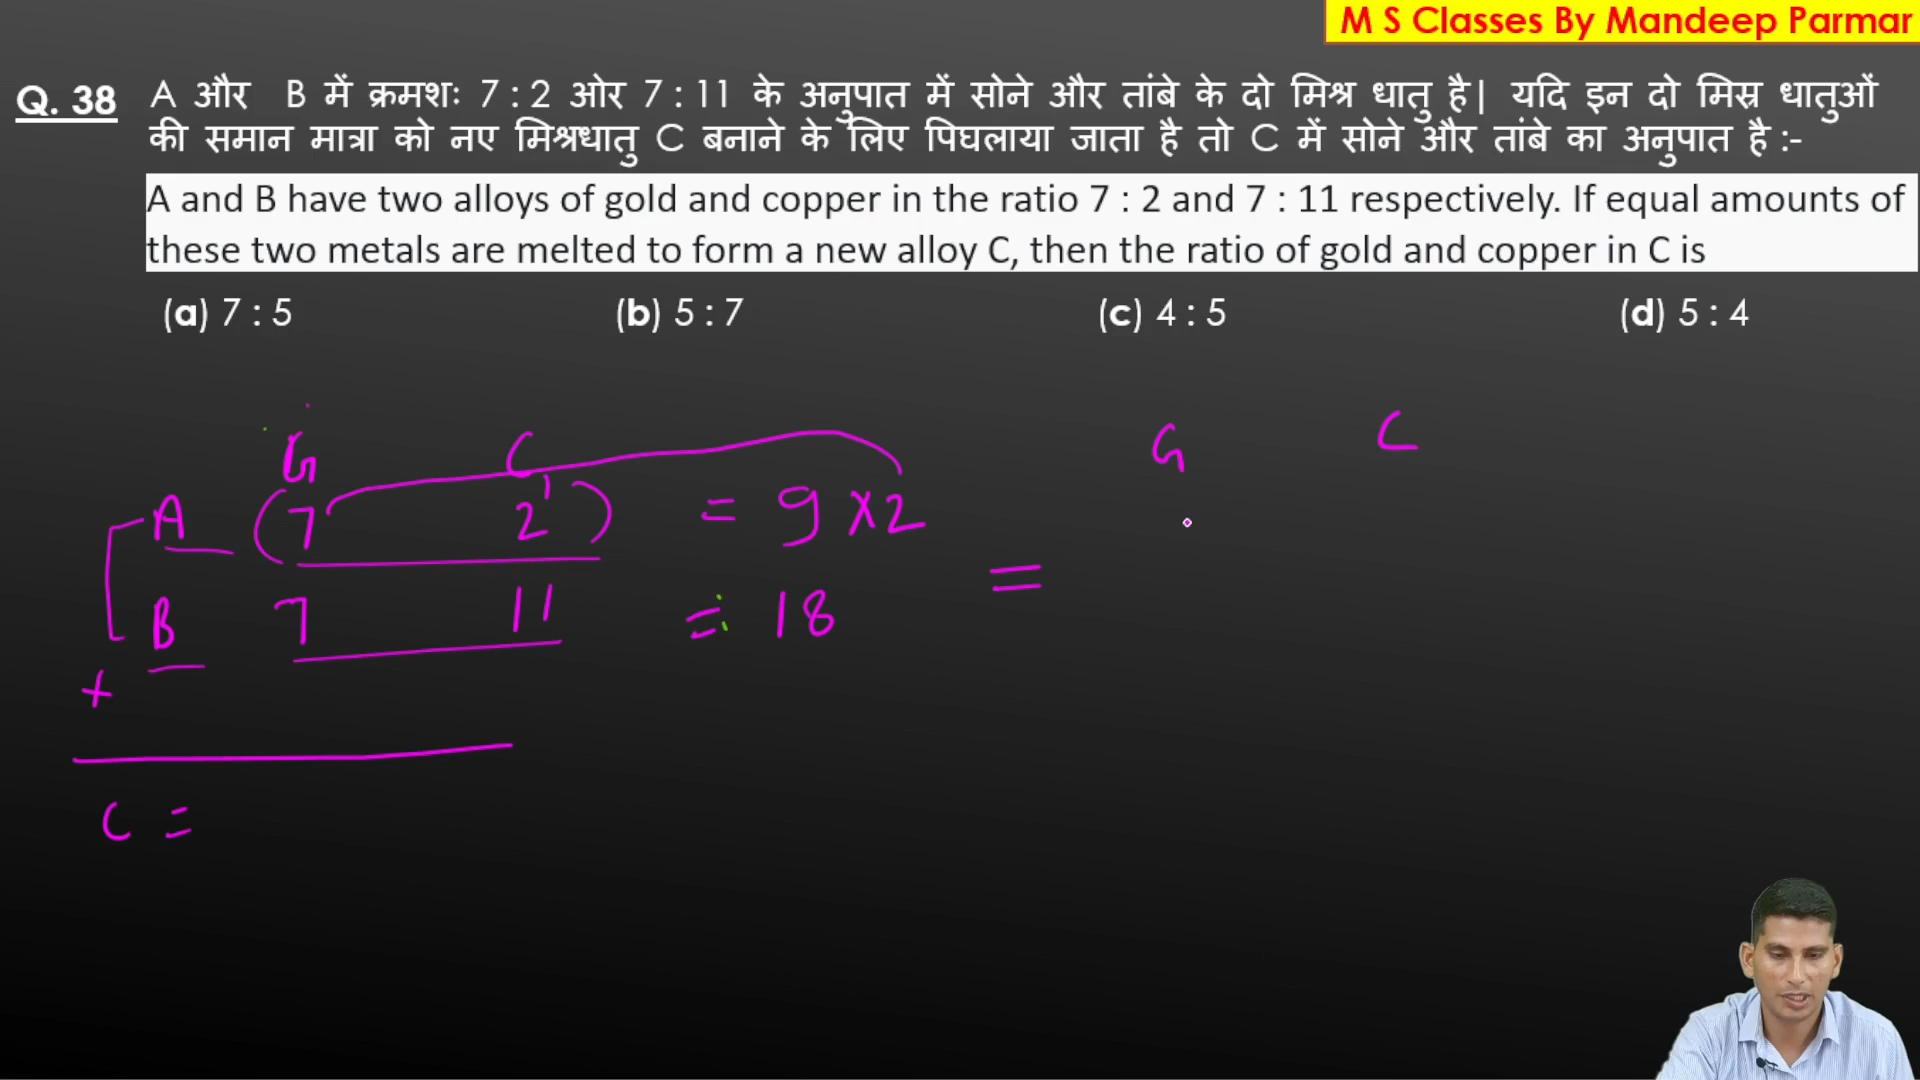 M S Classes By Mandeep Parmar
Q. 38 A और B में क्रमशः 7 : 2 ओर 7 : 11 के अनुपात में सोने और तांबे के दो मिश्र धातु है| यदि इन दो मिस्र धातुओं
की समान मात्रा को नए मिश्रधातु C बनाने के लिए पिघलाया जाता है तो C में सोने और तांबे का अनुपात है :-
A and B have two alloys of gold and copper in the ratio 7 : 2 and 7 : 11 respectively. If equal amounts of
these two metals are melted to form a new alloy C, then the ratio of gold and copper in C is
(a) 7 : 5 (b) 5 : 7 (c) 4 : 5 (d) 5 : 4
G C G C
A (7 2) = 9 x 2
B 7 11 = 18 =
+
C =